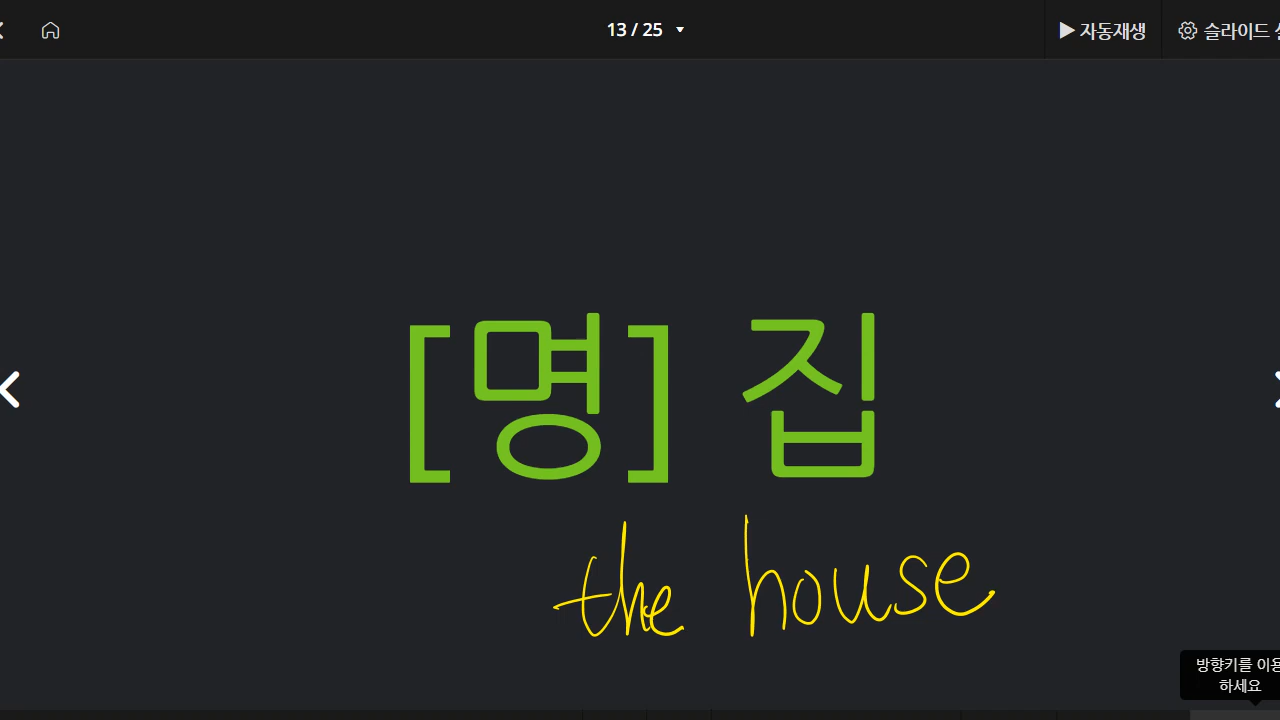 13 / 25
▶ 자동재생
슬라이드
[명] 집
the house
방향키를 이용
하세요